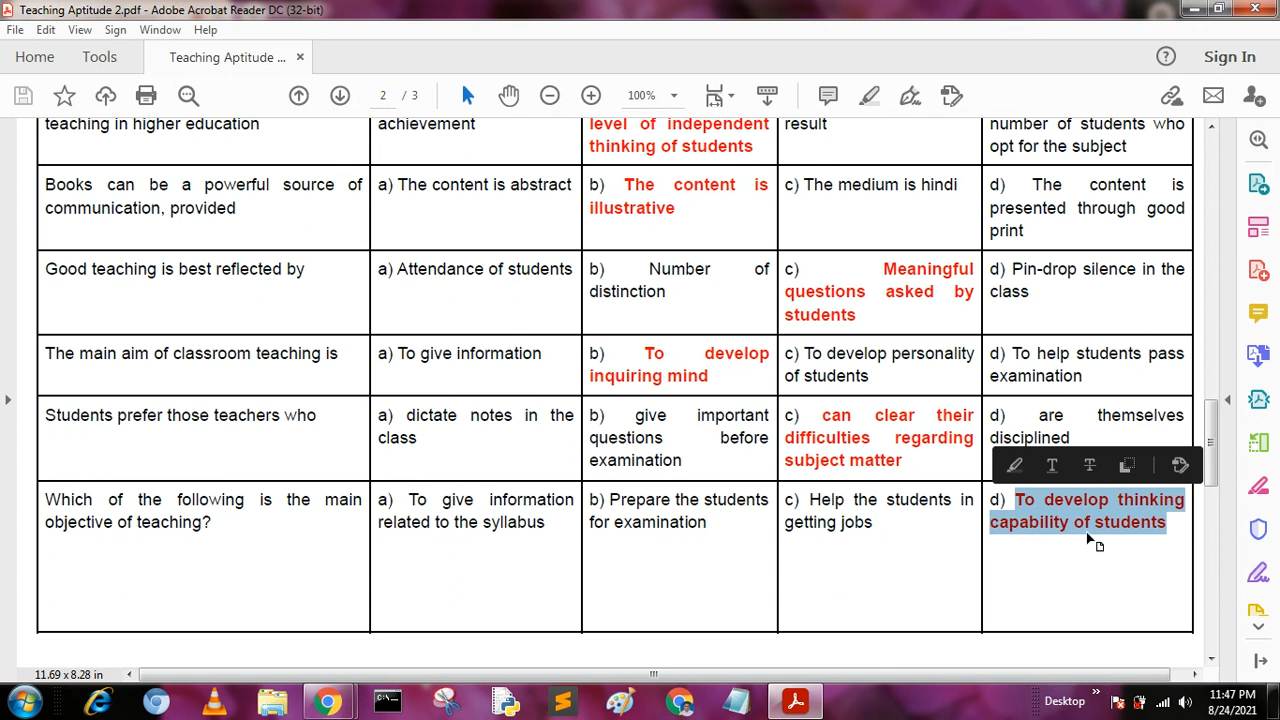 Teaching Aptitude 2.pdf - Adobe Acrobat Reader DC (32-bit)
File Edit View Sign Window Help
Home Tools Teaching Aptitude ... × Sign In
2 / 3 100%
teaching in higher education
achievement
level of independent
thinking of students
result
number of students who
opt for the subject
Books can be a powerful source of
communication, provided
a) The content is abstract
b) The content is
illustrative
c) The medium is hindi
d) The content is
presented through good
print
Good teaching is best reflected by
a) Attendance of students
b) Number of
distinction
c) Meaningful
questions asked by
students
d) Pin-drop silence in the
class
The main aim of classroom teaching is
a) To give information
b) To develop
inquiring mind
c) To develop personality
of students
d) To help students pass
examination
Students prefer those teachers who
a) dictate notes in the
class
b) give important
questions before
examination
c) can clear their
difficulties regarding
subject matter
d) are themselves
disciplined
Which of the following is the main
objective of teaching?
a) To give information
related to the syllabus
b) Prepare the students
for examination
c) Help the students in
getting jobs
d) To develop thinking
capability of students
11.69 x 8.28 in
Desktop
11:47 PM
8/24/2021